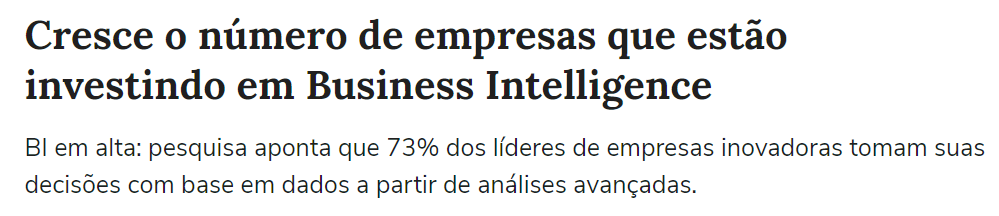 Cresce o número de empresas que estão
investindo em Business Intelligence
BI em alta: pesquisa aponta que 73% dos líderes de empresas inovadoras tomam suas
decisões com base em dados a partir de análises avançadas.